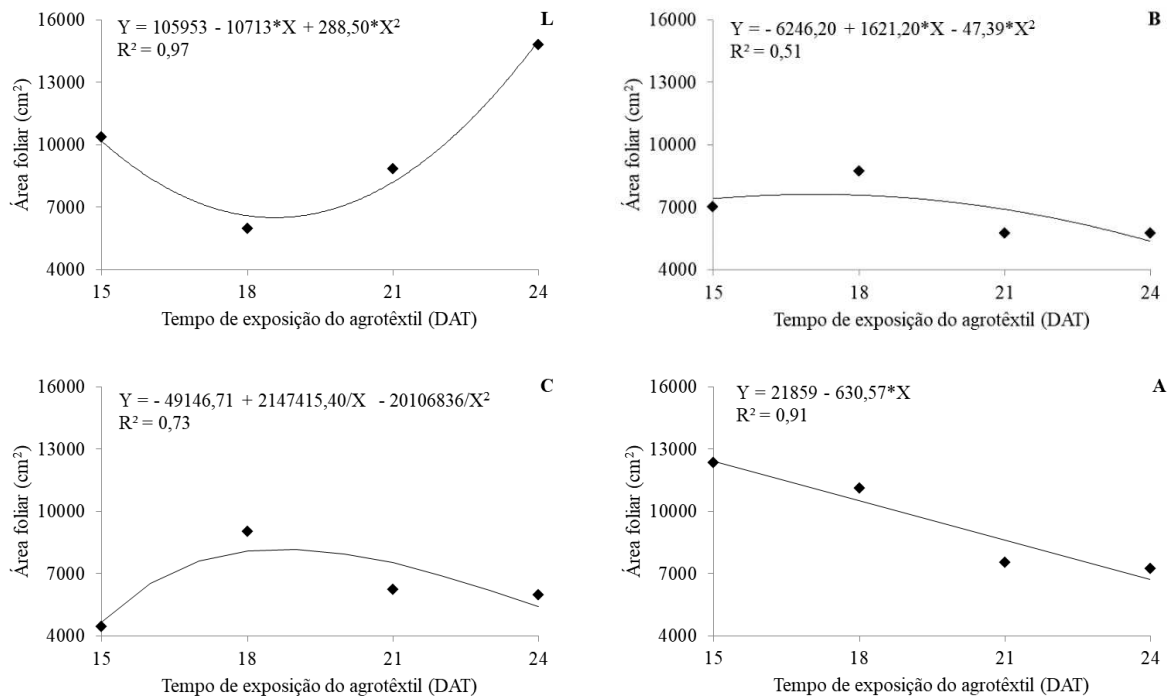 L
Y = 105953 - 10713*X + 288,50*X²
R² = 0,97
Área foliar (cm²)
16000
13000
10000
7000
4000
15 18 21 24
Tempo de exposição do agrotêxtil (DAT)
B
Y = - 6246,20 + 1621,20*X - 47,39*X²
R² = 0,51
Área foliar (cm²)
16000
13000
10000
7000
4000
15 18 21 24
Tempo de exposição do agrotêxtil (DAT)
C
Y = - 49146,71 + 2147415,40/X - 20106836/X²
R² = 0,73
Área foliar (cm²)
16000
13000
10000
7000
4000
15 18 21 24
Tempo de exposição do agrotêxtil (DAT)
A
Y = 21859 - 630,57*X
R² = 0,91
Área foliar (cm²)
16000
13000
10000
7000
4000
15 18 21 24
Tempo de exposição do agrotêxtil (DAT)